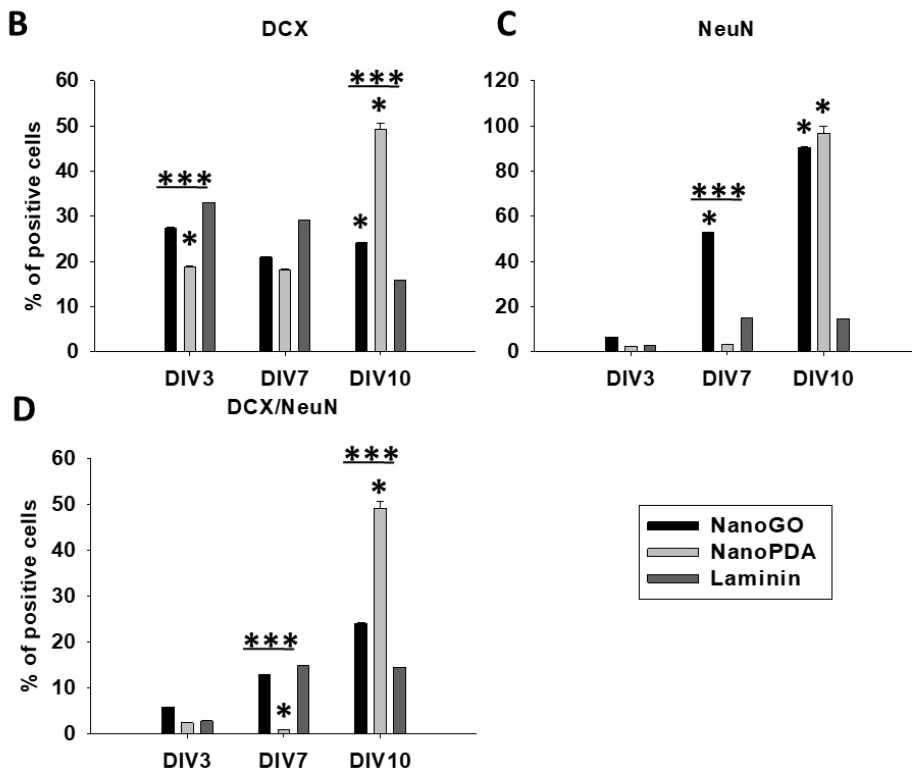 B
DCX
% of positive cells
60
50
40
30
20
10
0
***
*
*
***
*
DIV3 DIV7 DIV10
C
NeuN
120
100
80
60
40
20
0
***
*
*
*
DIV3 DIV7 DIV10
D
DCX/NeuN
% of positive cells
60
50
40
30
20
10
0
***
*
***
*
DIV3 DIV7 DIV10
NanoGO
NanoPDA
Laminin